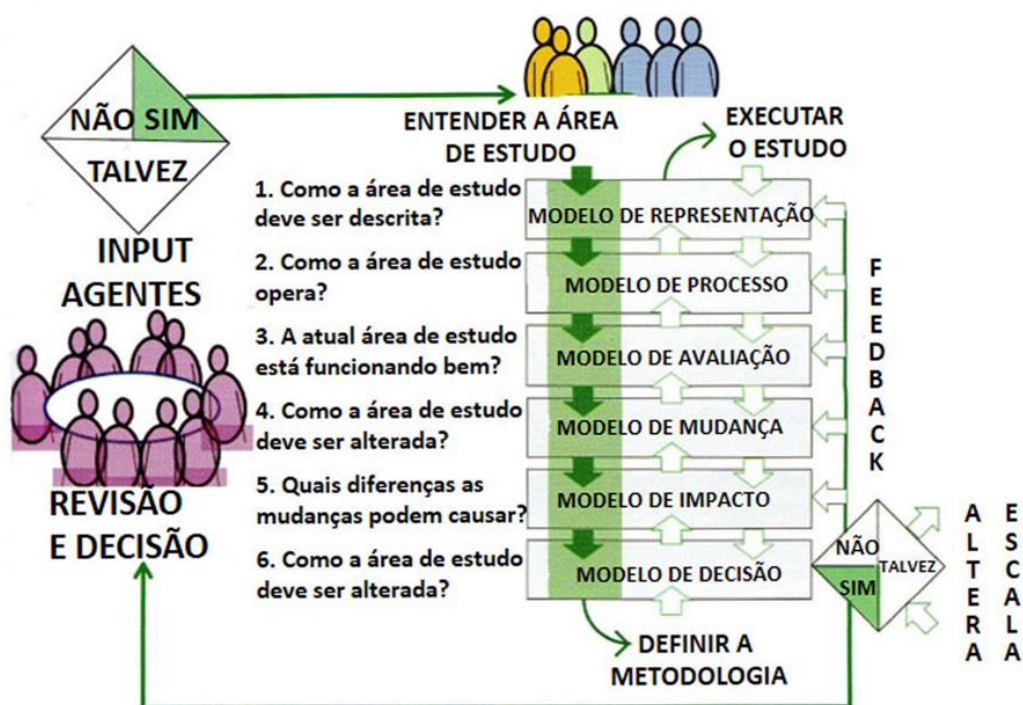 NÃO SIM
TALVEZ
INPUT
AGENTES
REVISÃO
E DECISÃO
ENTENDER A ÁREA
DE ESTUDO
EXECUTAR
O ESTUDO
1. Como a área de estudo
deve ser descrita?
MODELO DE REPRESENTAÇÃO
2. Como a área de estudo
opera?
MODELO DE PROCESSO
3. A atual área de estudo
está funcionando bem?
MODELO DE AVALIAÇÃO
4. Como a área de estudo
deve ser alterada?
MODELO DE MUDANÇA
5. Quais diferenças as
mudanças podem causar?
MODELO DE IMPACTO
6. Como a área de estudo
deve ser alterada?
MODELO DE DECISÃO
DEFINIR A
METODOLOGIA
FEEDBACK
NÃO
TALVEZ
SIM
ALTERA
ESCALA